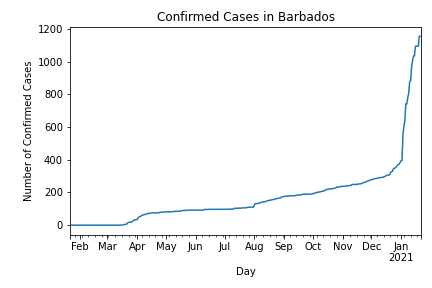 Confirmed Cases in Barbados
Number of Confirmed Cases
1200
1000
800
600
400
200
0
Feb Mar Apr May Jun Jul Aug Sep Oct Nov Dec Jan
2021
Day